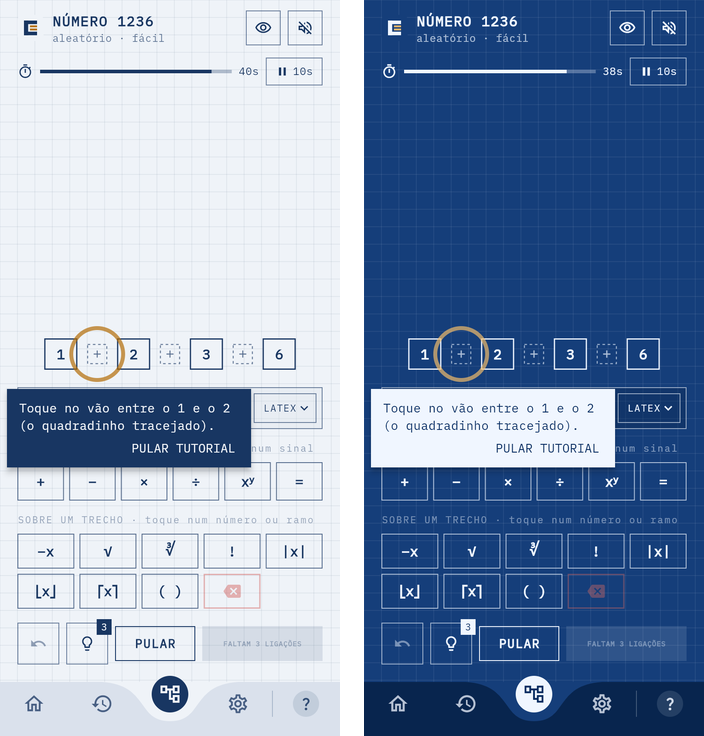 NÚMERO 1236
aleatório · fácil
40s
10s
1 + 2 + 3 + 6
Toque no vão entre o 1 e o 2
(o quadradinho tracejado).
PULAR TUTORIAL
LATEX
num sinal
+ − × ÷ xʸ =
SOBRE UM TRECHO · toque num número ou ramo
−x √ ∛ ! |x|
⌊x⌋ ⌈x⌉ ( )
3
PULAR
FALTAM 3 LIGAÇÕES
?
NÚMERO 1236
aleatório · fácil
38s
10s
1 + 2 + 3 + 6
Toque no vão entre o 1 e o 2
(o quadradinho tracejado).
PULAR TUTORIAL
LATEX
num sinal
+ − × ÷ xʸ =
SOBRE UM TRECHO · toque num número ou ramo
−x √ ∛ ! |x|
⌊x⌋ ⌈x⌉ ( )
3
PULAR
FALTAM 3 LIGAÇÕES
?